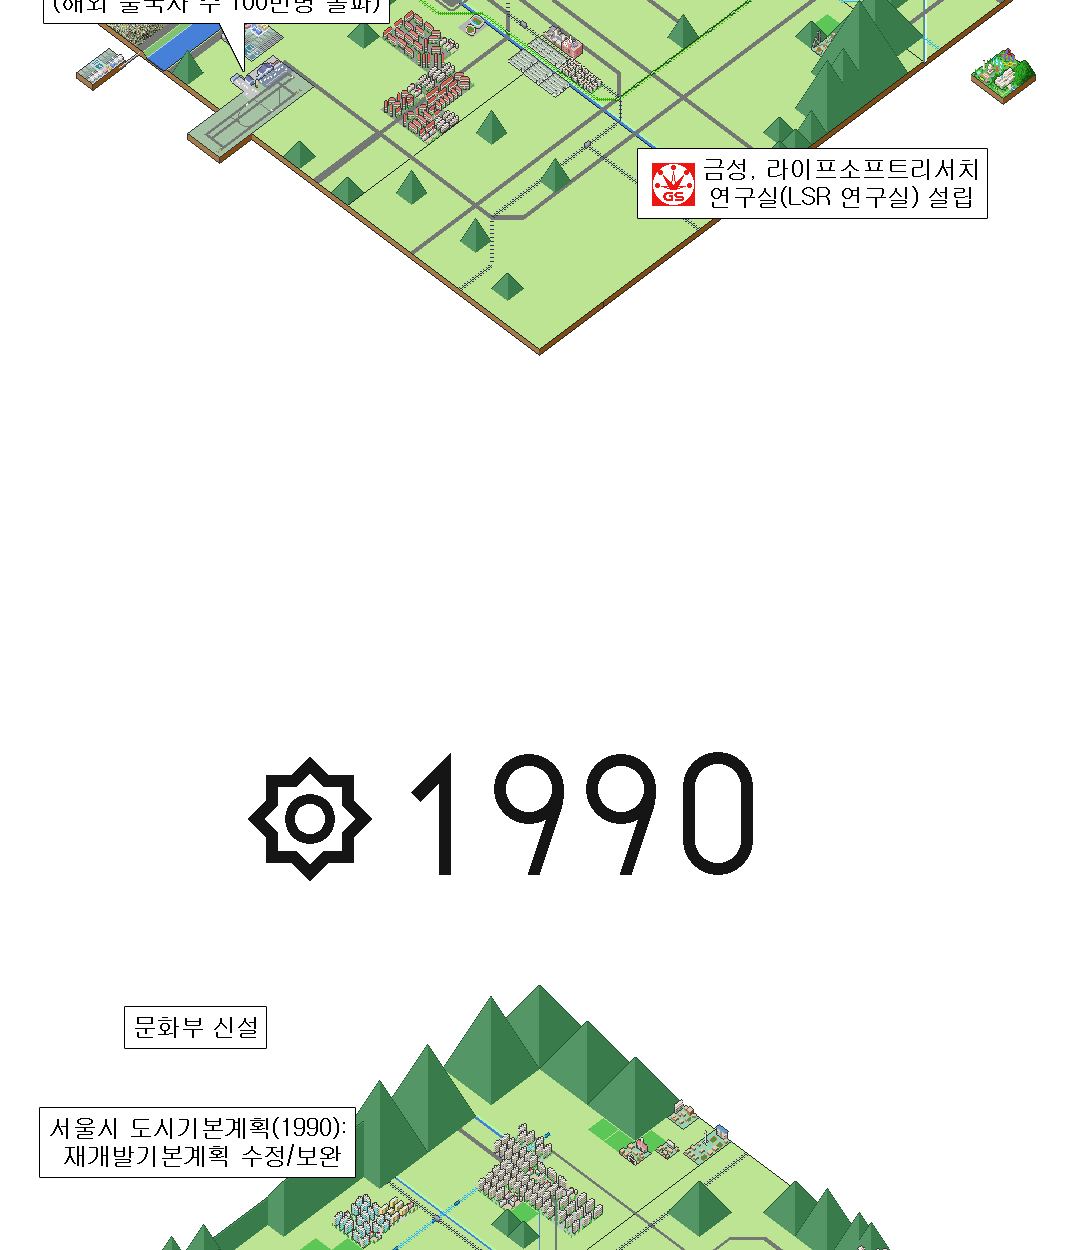 (해외 출국자 수 100만명 돌파)
GS
금성, 라이프소프트리서치
연구실(LSR 연구실) 설립
1990
문화부 신설
서울시 도시기본계획(1990):
재개발기본계획 수정/보완